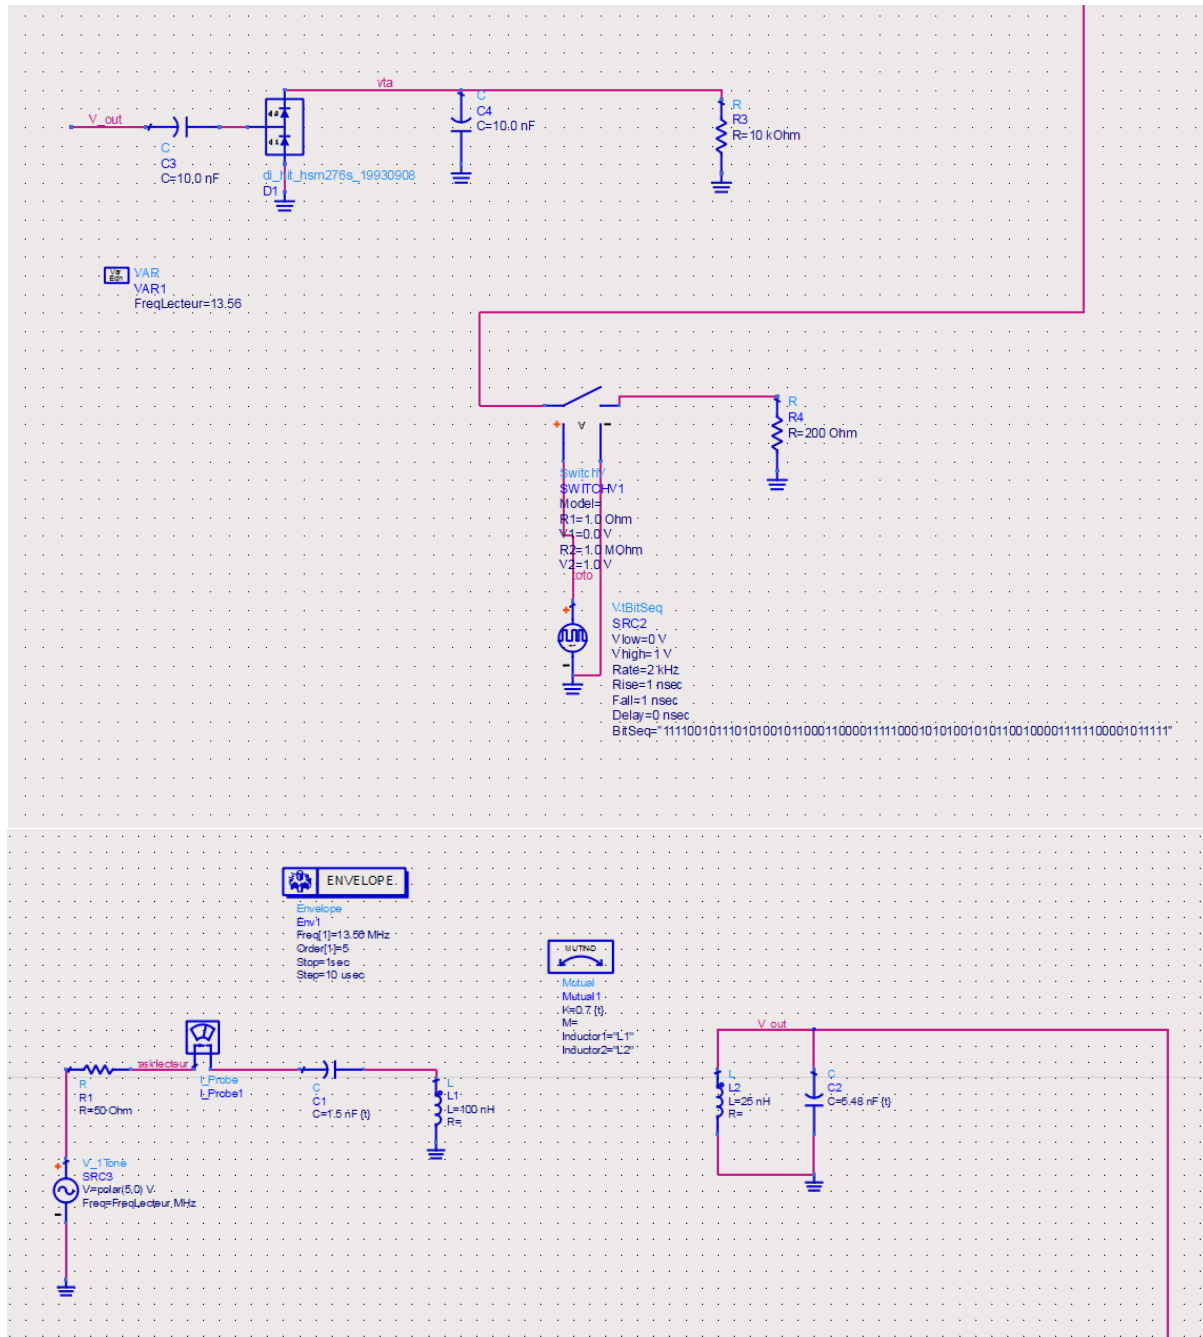 vta
V_out
C
C3
C=10.0 nF
di_hit_hsm276s_19930908
D1
C
C4
C=10.0 nF
R
R3
R=10 kOhm
Var
Eqn
VAR
VAR1
FreqLecteur=13.56
R
R4
R=200 Ohm
SwitchV
SWITCHV1
Model=
R1=1.0 Ohm
V1=0.0 V
R2=1.0 MOhm
V2=1.0 V
toto
VtBitSeq
SRC2
Vlow=0 V
Vhigh=1 V
Rate=2 kHz
Rise=1 nsec
Fall=1 nsec
Delay=0 nsec
ENVELOPE
Envelope
Env1
Freq[1]=13.56 MHz
Order[1]=5
Stop=1sec
Step=10 usec
MUTIND
Mutual
Mutual1
K=0.7 {t}
M=
Inductor1="L1"
Inductor2="L2"
V_out
asklecteur
R
R1
R=50 Ohm
I_Probe
I_Probe1
C
C1
C=1.5 nF {t}
L
L1
L=100 nH
R=
L
L2
L=25 nH
R=
C
C2
C=5.48 nF {t}
V_1Tone
SRC3
V=polar(5,0) V
Freq=FreqLecteur MHz